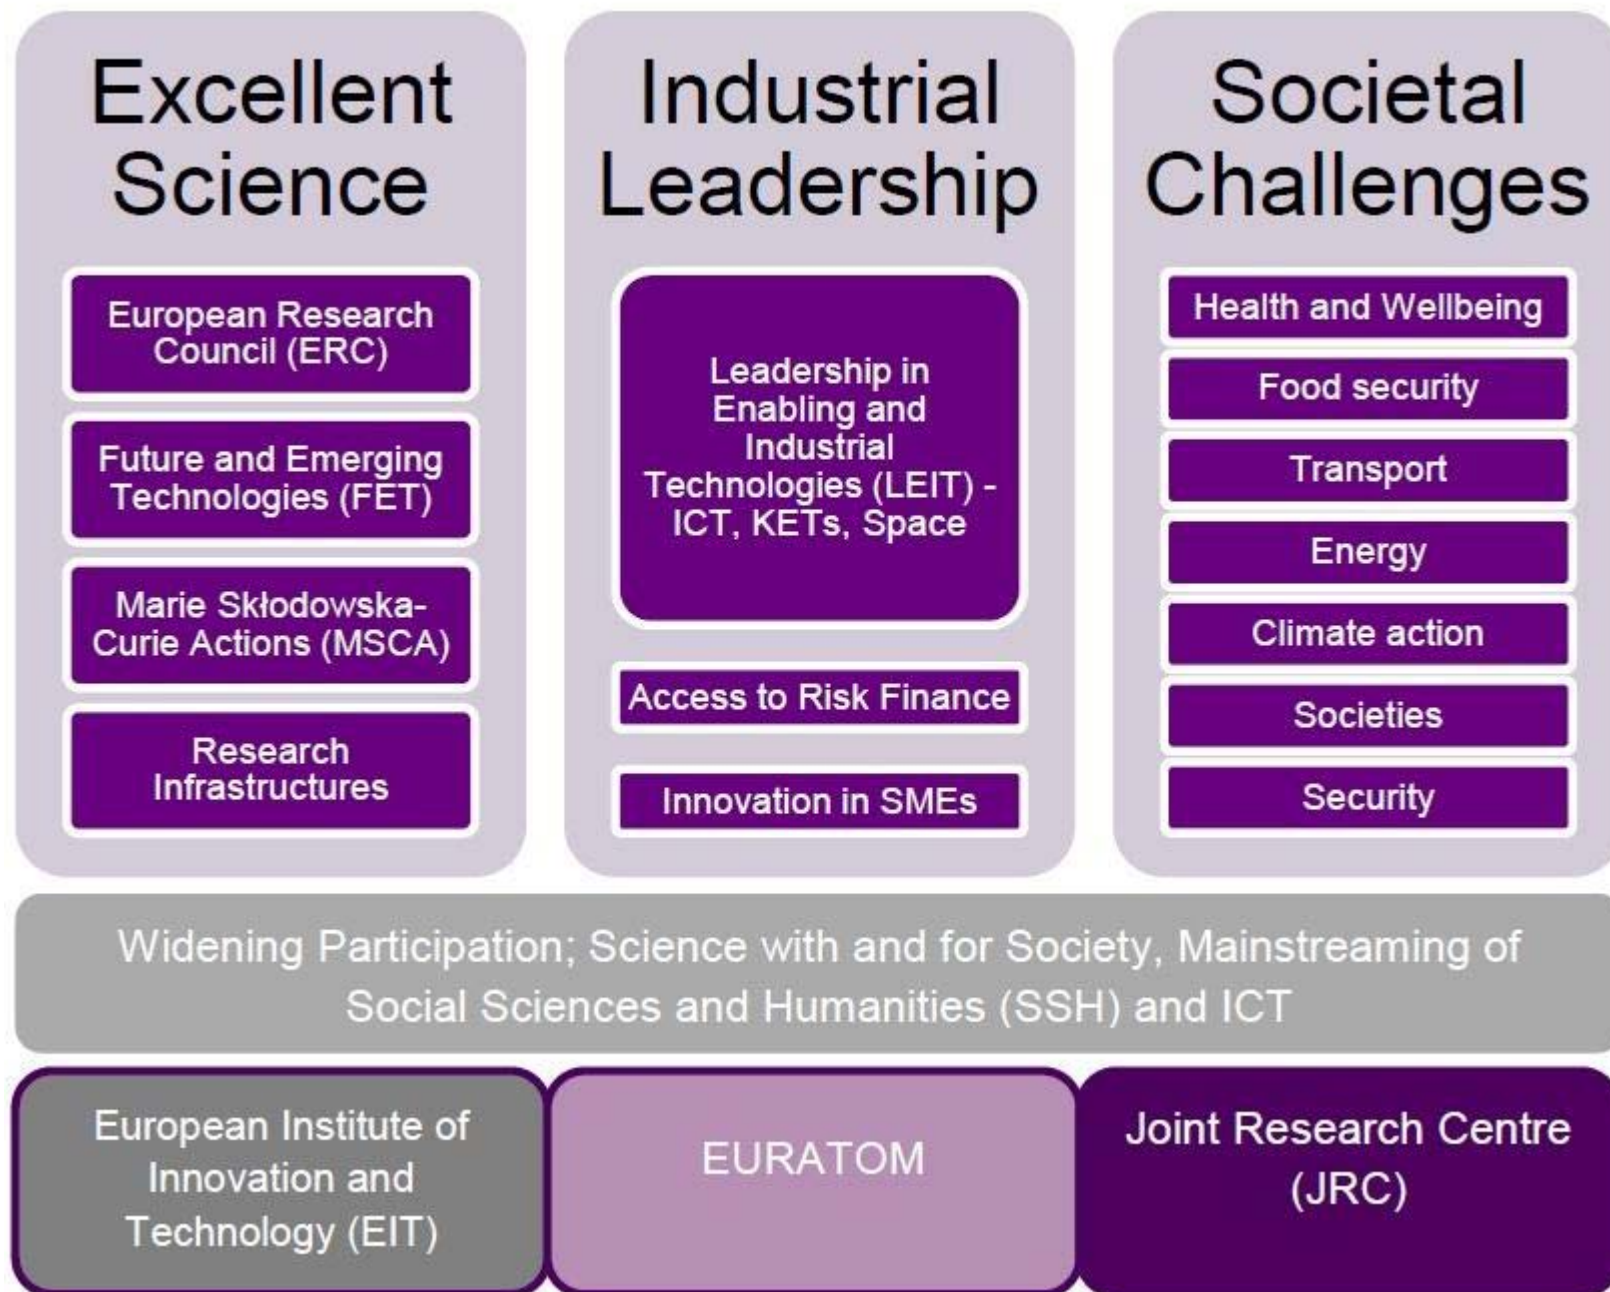 Excellent
Science
European Research
Council (ERC)
Future and Emerging
Technologies (FET)
Marie Skłodowska-
Curie Actions (MSCA)
Research
Infrastructures
Industrial
Leadership
Leadership in
Enabling and
Industrial
Technologies (LEIT) -
ICT, KETs, Space
Access to Risk Finance
Innovation in SMEs
Societal
Challenges
Health and Wellbeing
Food security
Transport
Energy
Climate action
Societies
Security
Widening Participation; Science with and for Society, Mainstreaming of
Social Sciences and Humanities (SSH) and ICT
European Institute of
Innovation and
Technology (EIT)
EURATOM
Joint Research Centre
(JRC)